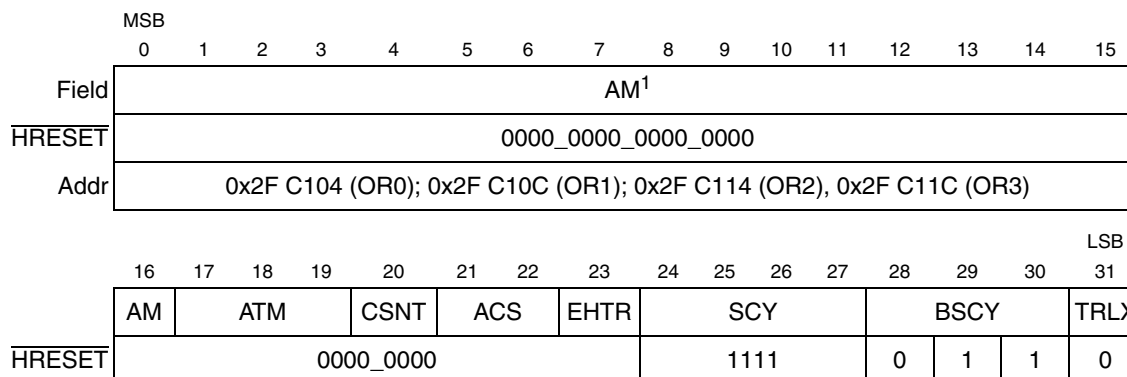 MSB
0 1 2 3 4 5 6 7 8 9 10 11 12 13 14 15
Field AM1
HRESET 0000_0000_0000_0000
Addr 0x2F C104 (OR0); 0x2F C10C (OR1); 0x2F C114 (OR2), 0x2F C11C (OR3)
LSB
16 17 18 19 20 21 22 23 24 25 26 27 28 29 30 31
AM ATM CSNT ACS EHTR SCY BSCY TRLX
HRESET 0000_0000 1111 0 1 1 0